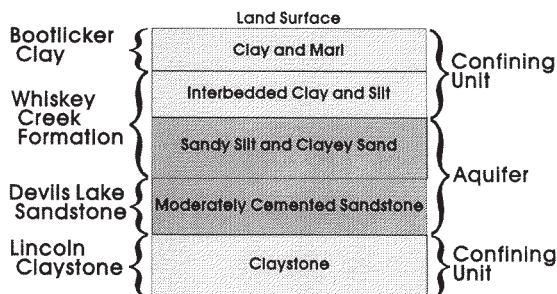 Land Surface
Bootlicker
Clay
Clay and Marl
Confining
Unit
Whiskey
Creek
Formation
Interbedded Clay and Silt
Sandy Silt and Clayey Sand
Aquifer
Devils Lake
Sandstone
Moderately Cemented Sandstone
Lincoln
Claystone
Claystone
Confining
Unit